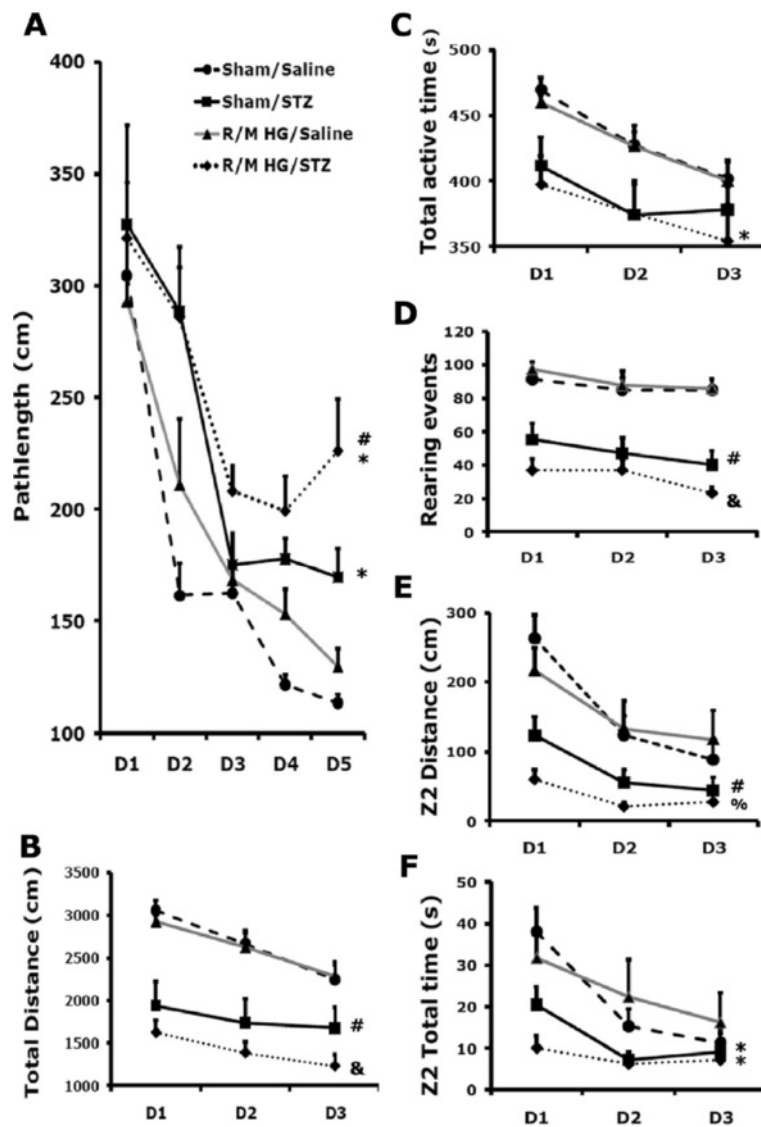 A
400
350
300
250
200
150
100
Pathlength (cm)
Sham/Saline
Sham/STZ
R/M HG/Saline
R/M HG/STZ
#
*
*
D1 D2 D3 D4 D5
B
3500
3000
2500
2000
1500
1000
Total Distance (cm)
#
&
D1 D2 D3
C
500
450
400
350
Total active time (s)
*
D1 D2 D3
D
120
100
80
60
40
20
0
Rearing events
#
&
D1 D2 D3
E
300
200
100
0
Z2 Distance (cm)
#
%
D1 D2 D3
F
50
40
30
20
10
0
Z2 Total time (s)
*
*
D1 D2 D3